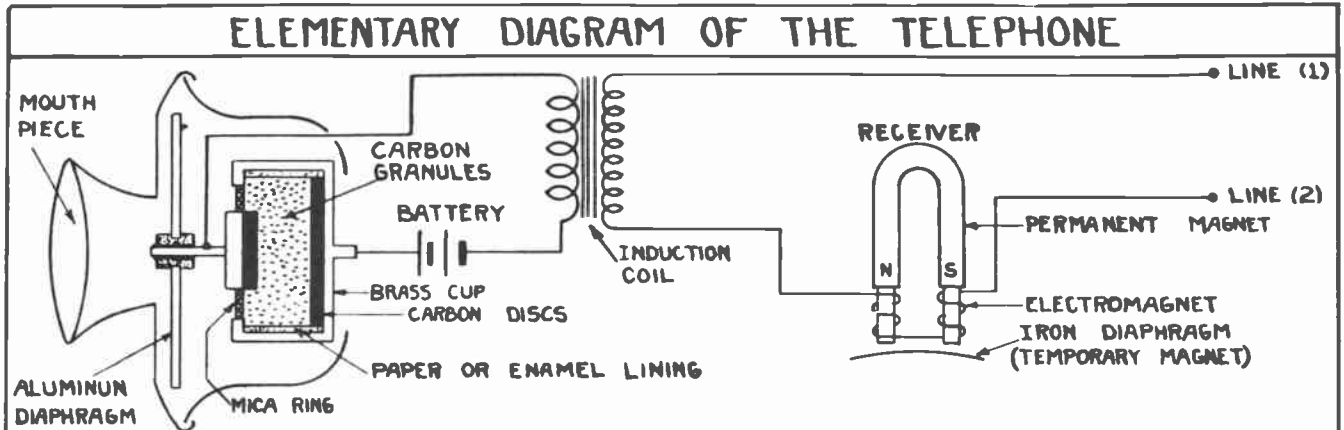 ELEMENTARY DIAGRAM OF THE TELEPHONE
MOUTH
PIECE
CARBON
GRANULES
BATTERY
INDUCTION
COIL
BRASS CUP
CARBON DISCS
PAPER OR ENAMEL LINING
MICA RING
ALUMINUN
DIAPHRAGM
LINE (1)
RECEIVER
LINE (2)
PERMANENT MAGNET
N S
ELECTROMAGNET
IRON DIAPHRAGM
(TEMPORARY MAGNET)